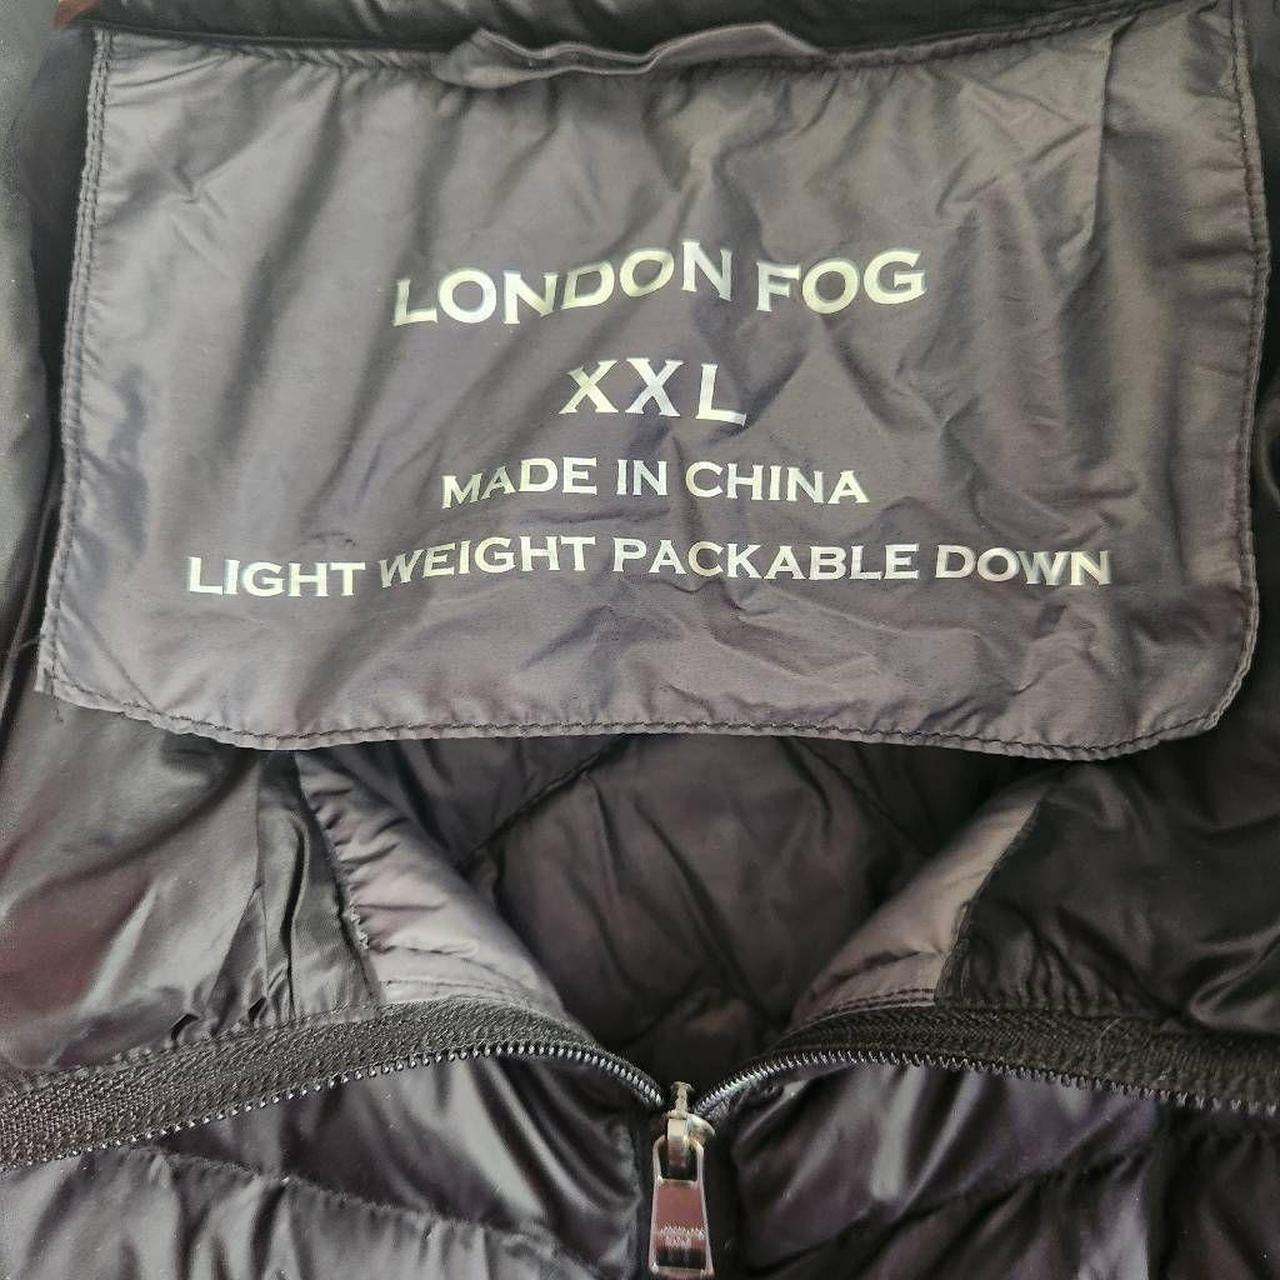 LONDON FOG
XXL
MADE IN CHINA
LIGHT WEIGHT PACKABLE DOWN